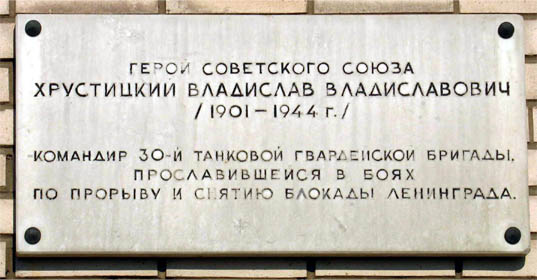 ГЕРОЙ СОВЕТСКОГО СОЮЗА
ХРУСТИЦКИЙ ВЛАДИСЛАВ ВЛАДИСЛАВОВИЧ
/1901-1944 г./
КОМАНДИР 30-Й ТАНКОВОЙ ГВАРДЕЙСКОЙ БРИГАДЫ,
ПРОСЛАВИВШЕЙСЯ В БОЯХ
ПО ПРОРЫВУ И СНЯТИЮ БЛОКАДЫ ЛЕНИНГРАДА.